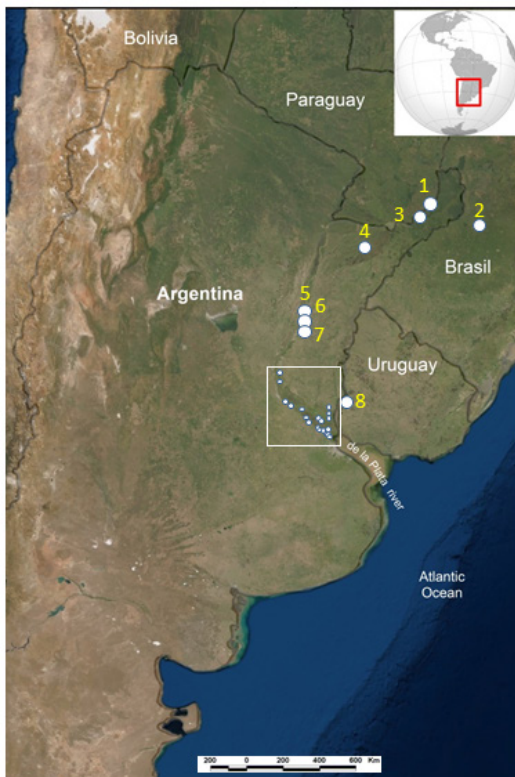 Bolivia
Paraguay
1
3
2
4
Brasil
5
Argentina
6
7
Uruguay
8
de la Plata river
Atlantic
Ocean
200 0 200 400 600 Km